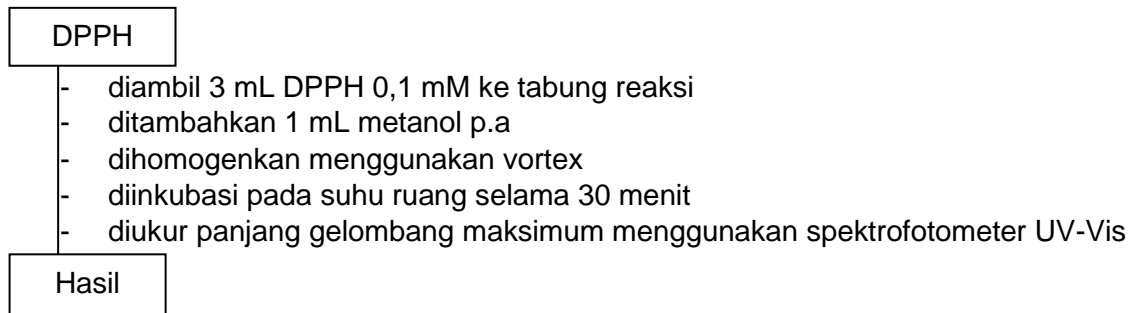 DPPH
- diambil 3 mL DPPH 0,1 mM ke tabung reaksi
- ditambahkan 1 mL metanol p.a
- dihomogenkan menggunakan vortex
- diinkubasi pada suhu ruang selama 30 menit
- diukur panjang gelombang maksimum menggunakan spektrofotometer UV-Vis
Hasil